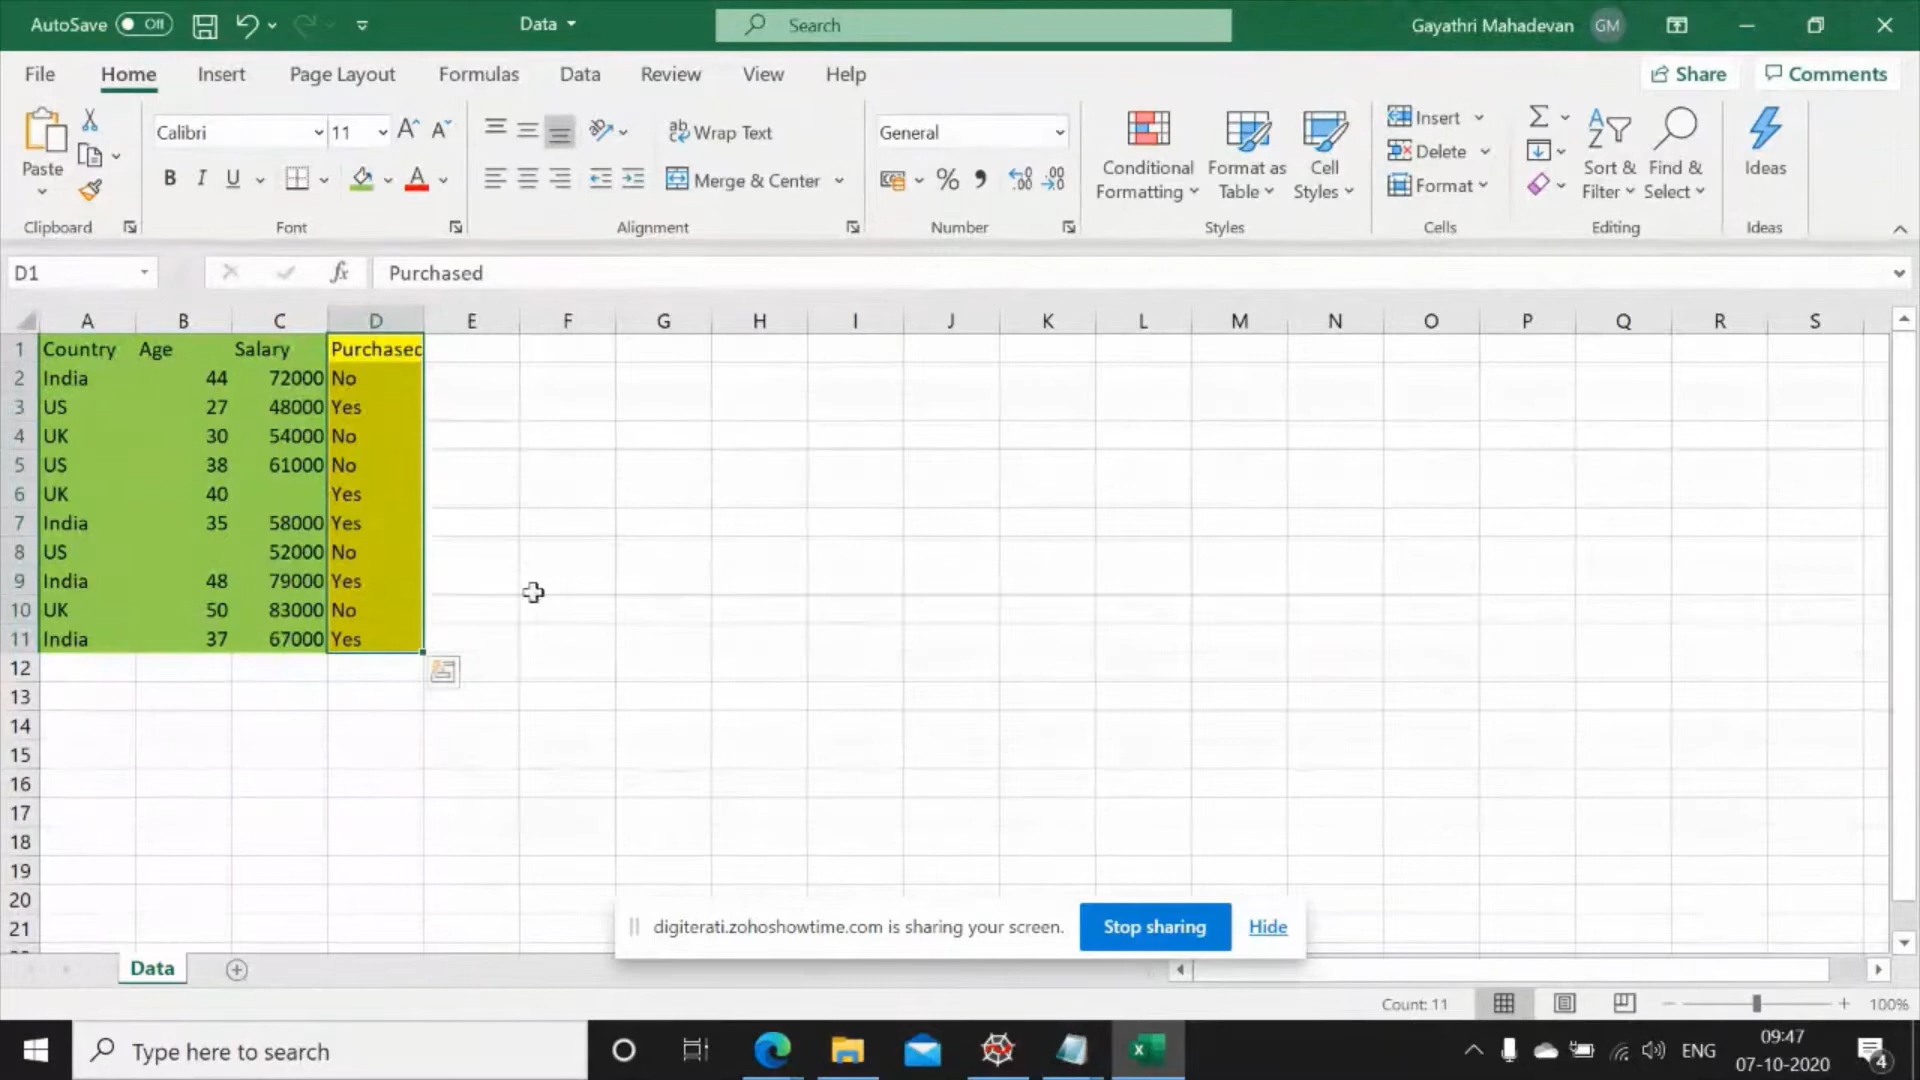 AutoSave Off Data Search Gayathri Mahadevan GM
File Home Insert Page Layout Formulas Data Review View Help Share Comments
Calibri 11 Wrap Text General Insert
Paste Merge & Center Conditional Formatting Format as Table Cell Styles Delete Format Sort & Filter Find & Select Ideas
Clipboard Font Alignment Number Styles Cells Editing Ideas
D1 fx Purchased
A B C D E F G H I J K L M N O P Q R S
1 Country Age Salary Purchased
2 India 44 72000 No
3 US 27 48000 Yes
4 UK 30 54000 No
5 US 38 61000 No
6 UK 40 Yes
7 India 35 58000 Yes
8 US 52000 No
9 India 48 79000 Yes
10 UK 50 83000 No
11 India 37 67000 Yes
12
13
14
15
16
17
18
19
20
21
digiterati.zohoshowtime.com is sharing your screen. Stop sharing Hide
Data
Count: 11 100%
Type here to search ENG 09:47
07-10-2020 4